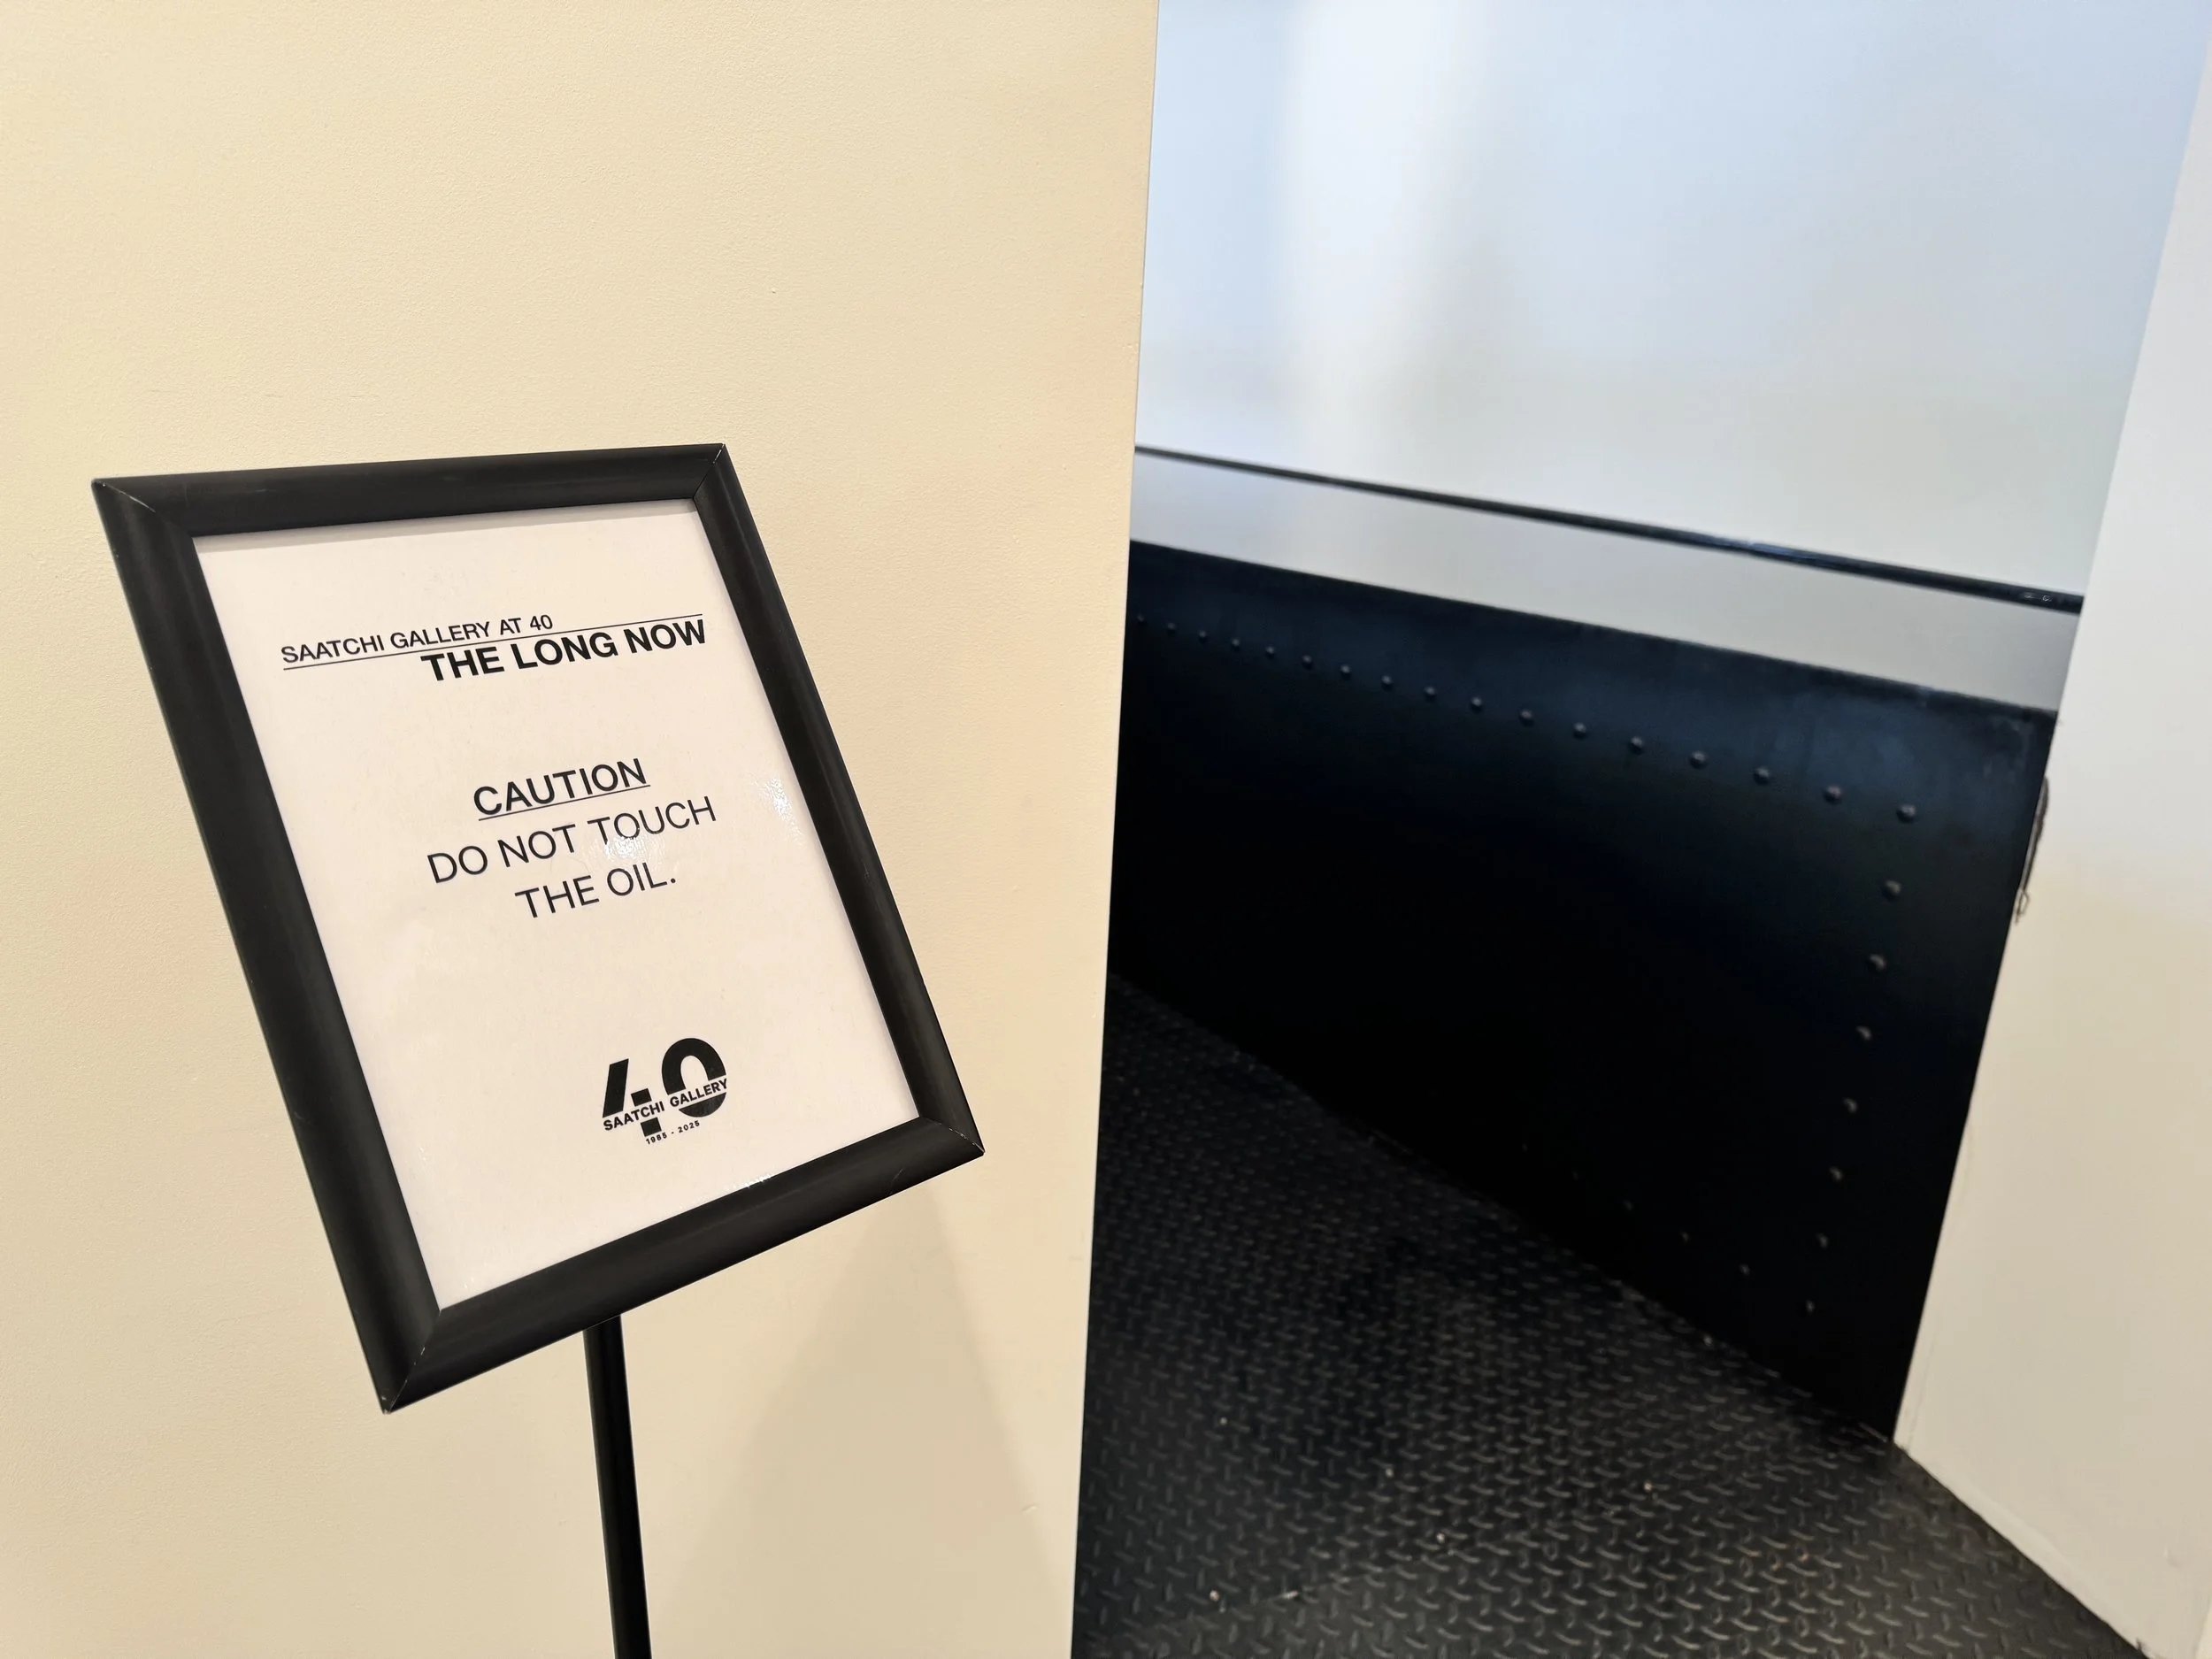 SAATCHI GALLERY AT 40
THE LONG NOW
CAUTION
DO NOT TOUCH
THE OIL.
40
SAATCHI GALLERY
1985 - 2025